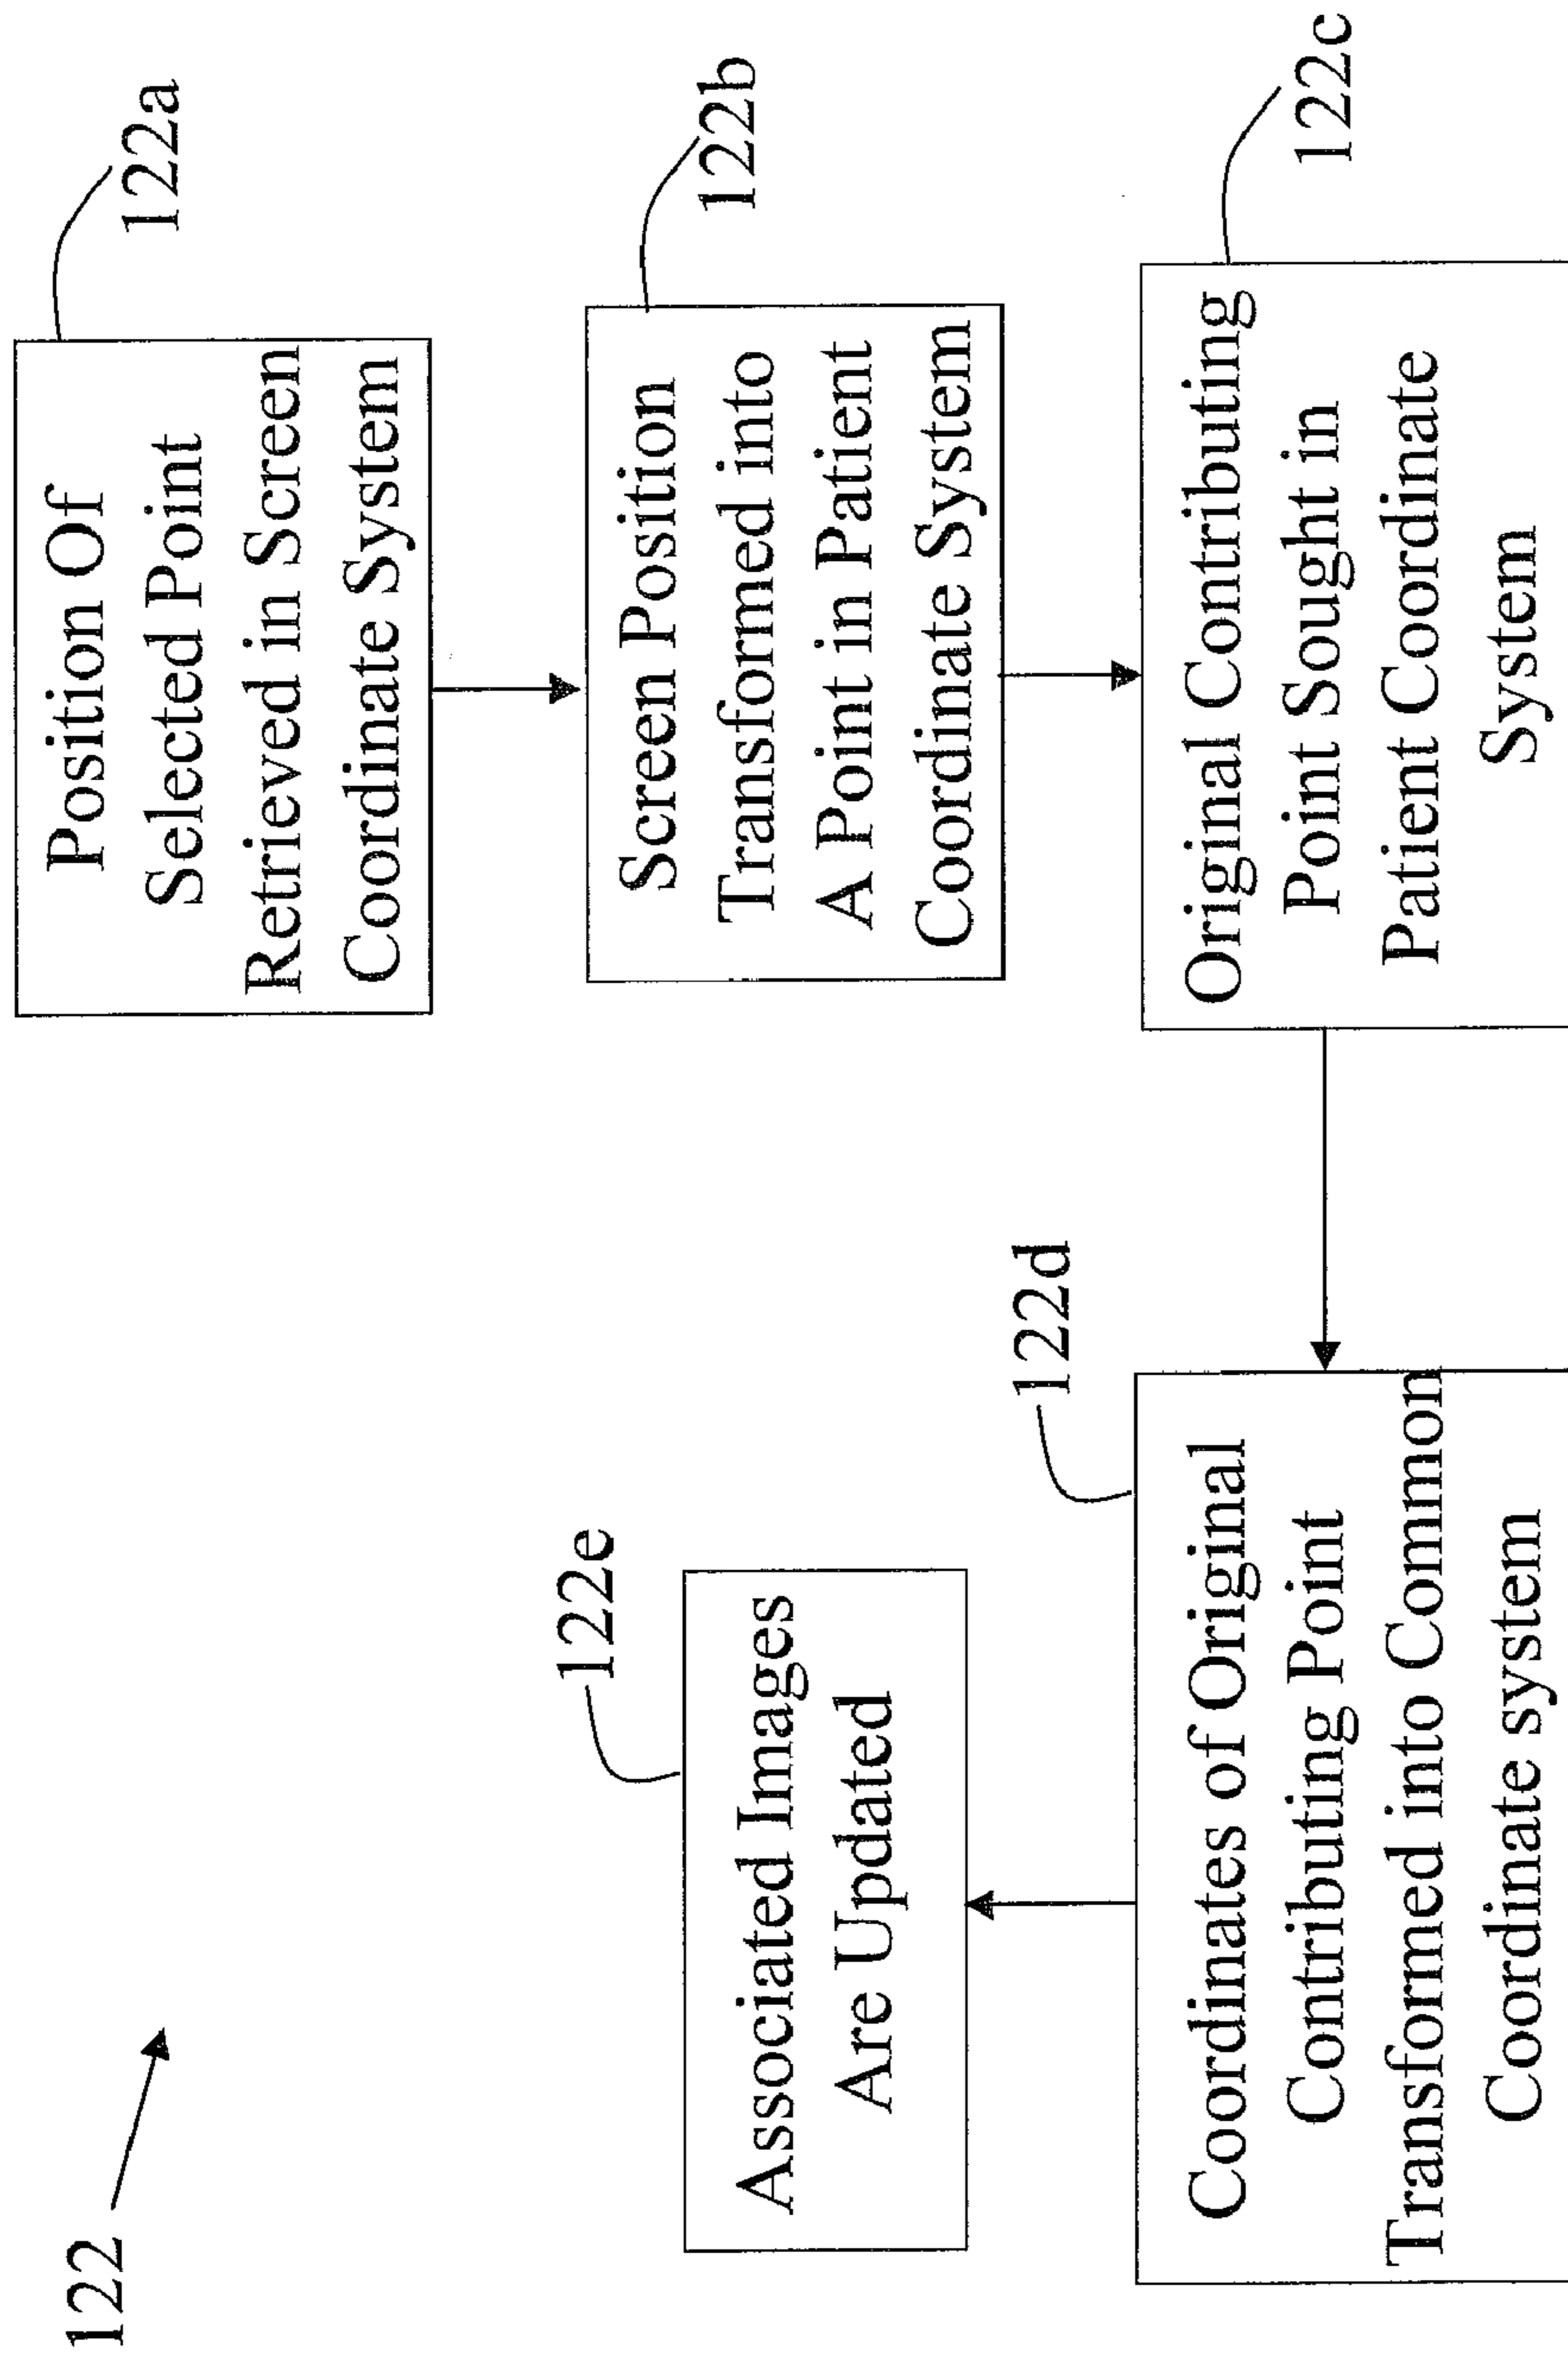 122
Position Of
Selected Point
Retrieved in Screen
Coordinate System
122a
Screen Position
Transformed into
A Point in Patient
Coordinate System
122b
Original Contributing
Point Sought in
Patient Coordinate
System
122c
Coordinates of Original
Contributing Point
Transformed into Common
Coordinate system
122d
Associated Images
Are Updated
122e